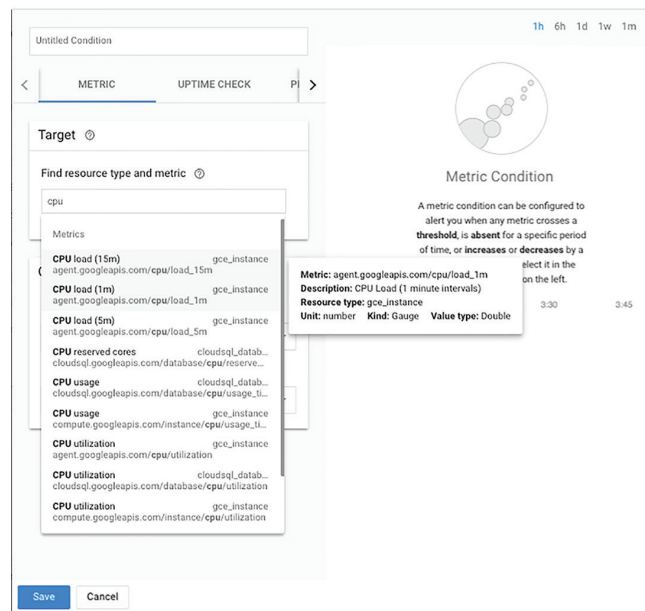 Untitled Condition
1h 6h 1d 1w 1m
METRIC UPTIME CHECK
Target
Find resource type and metric
cpu
Metrics
CPU load (15m) gce_instance
agent.googleapis.com/cpu/load_15m
CPU load (1m) gce_instance
agent.googleapis.com/cpu/load_1m
CPU load (5m) gce_instance
agent.googleapis.com/cpu/load_5m
CPU reserved cores cloudsql_datab...
cloudsql.googleapis.com/database/cpu/reserve...
CPU usage cloudsql_datab...
cloudsql.googleapis.com/database/cpu/usage_ti...
CPU usage gce_instance
compute.googleapis.com/instance/cpu/usage_ti...
CPU utilization gce_instance
agent.googleapis.com/cpu/utilization
CPU utilization cloudsql_datab...
cloudsql.googleapis.com/database/cpu/utilization
CPU utilization gce_instance
compute.googleapis.com/instance/cpu/utilization
Metric Condition
A metric condition can be configured to
alert you when any metric crosses a
threshold, is absent for a specific period
of time, or increases or decreases by a
elect it in the
on the left.
Metric: agent.googleapis.com/cpu/load_1m
Description: CPU Load (1 minute intervals)
Resource type: gce_instance
Unit: number Kind: Gauge Value type: Double
3:30 3:45
Save Cancel